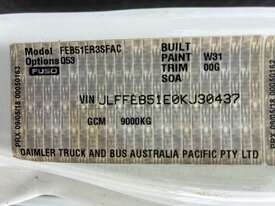 Model FEB51ER3SFAC BUILT
Options 053 PAINT W31
FUSO TRIM 00G
SOA
VIN JLFFEB51E0KJ30437
GCM 9000KG
DAIMLER TRUCK AND BUS AUSTRALIA PACIFIC PTY LTD